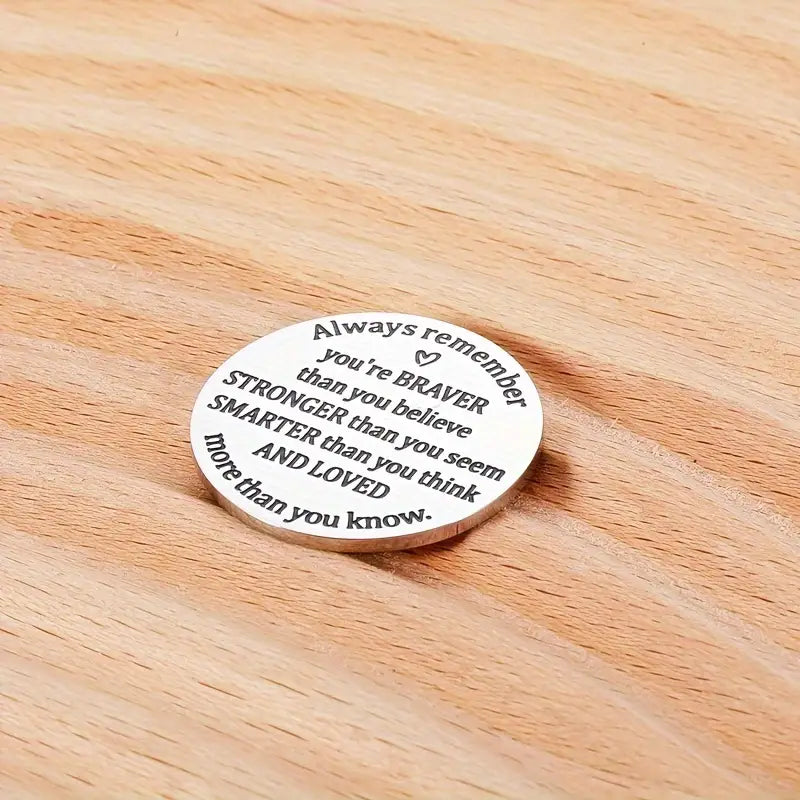 Always remember
you're BRAVER
than you believe
STRONGER than you seem
SMARTER than you think
AND LOVED
more than you know.